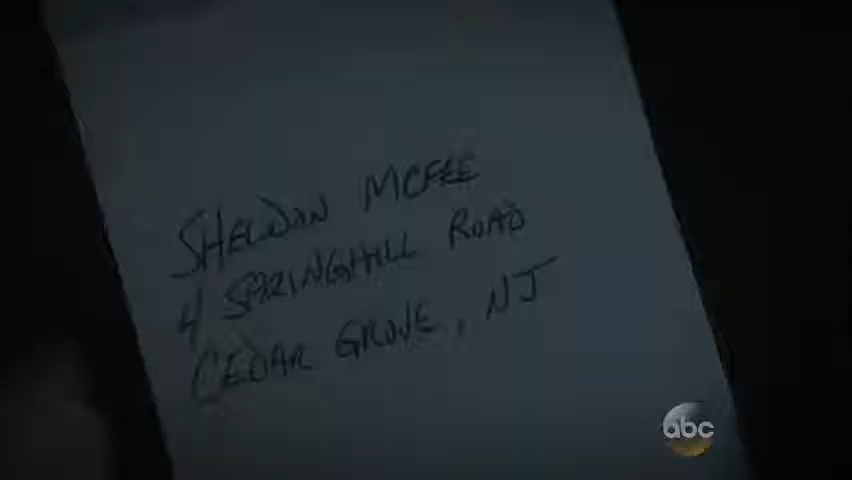 SHELDON MCFEE
4 SPRINGHILL ROAD
CEDAR GROVE, NJ
abc